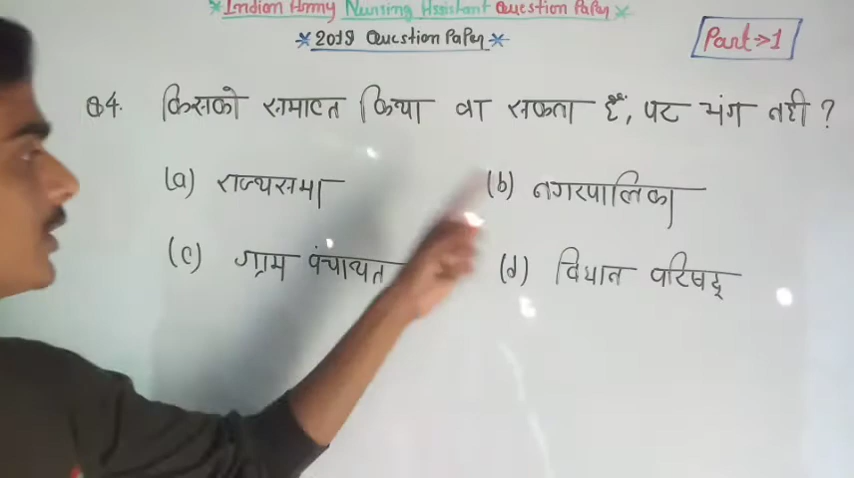 *Indian Army Nursing Assistant Question Paper*
*2019 Question Paper*
Part→1
Q4. किसको समाप्त किया जा सकता हैं, पर भंग नही ?
(a) राज्यसभा (b) नगरपालिका
(c) ग्राम पंचायत (d) विधान परिषद्